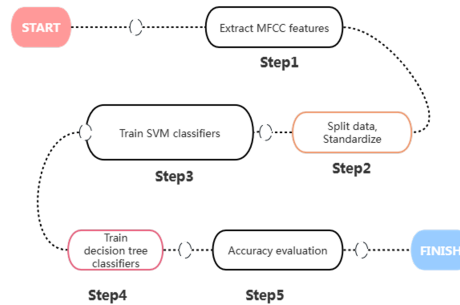 START
Extract MFCC features
Step1
Split data,
Standardize
Step2
Train SVM classifiers
Step3
Train
decision tree
classifiers
Step4
Accuracy evaluation
Step5
FINISH